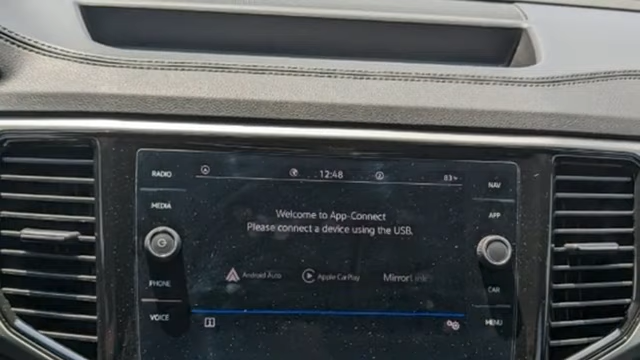 RADIO
MEDIA
PHONE
VOICE
12:48
83°F
Welcome to App-Connect
Please connect a device using the USB.
Android Auto
Apple CarPlay
MirrorLink
NAV
APP
CAR
MENU